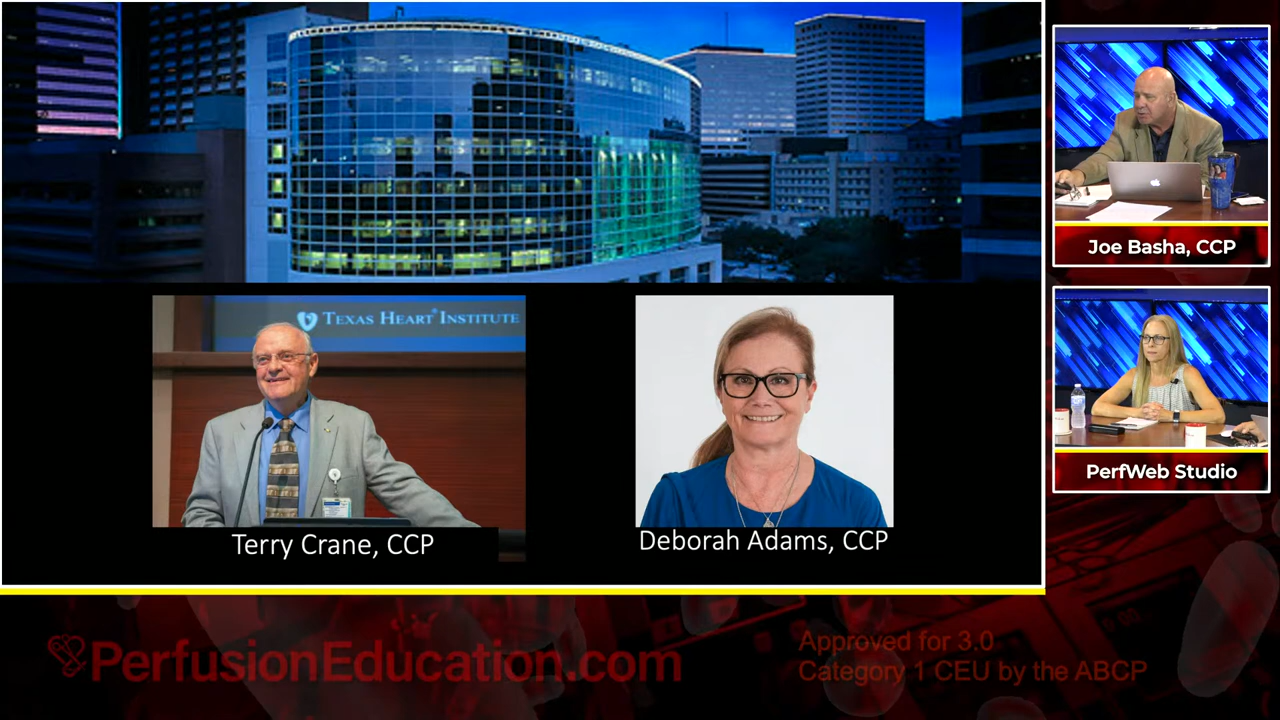 TEXAS HEART® INSTITUTE
Terry Crane, CCP
Deborah Adams, CCP
Joe Basha, CCP
PerfWeb Studio
PerfusionEducation.com
Approved for 3.0
Category 1 CEU by the ABCP